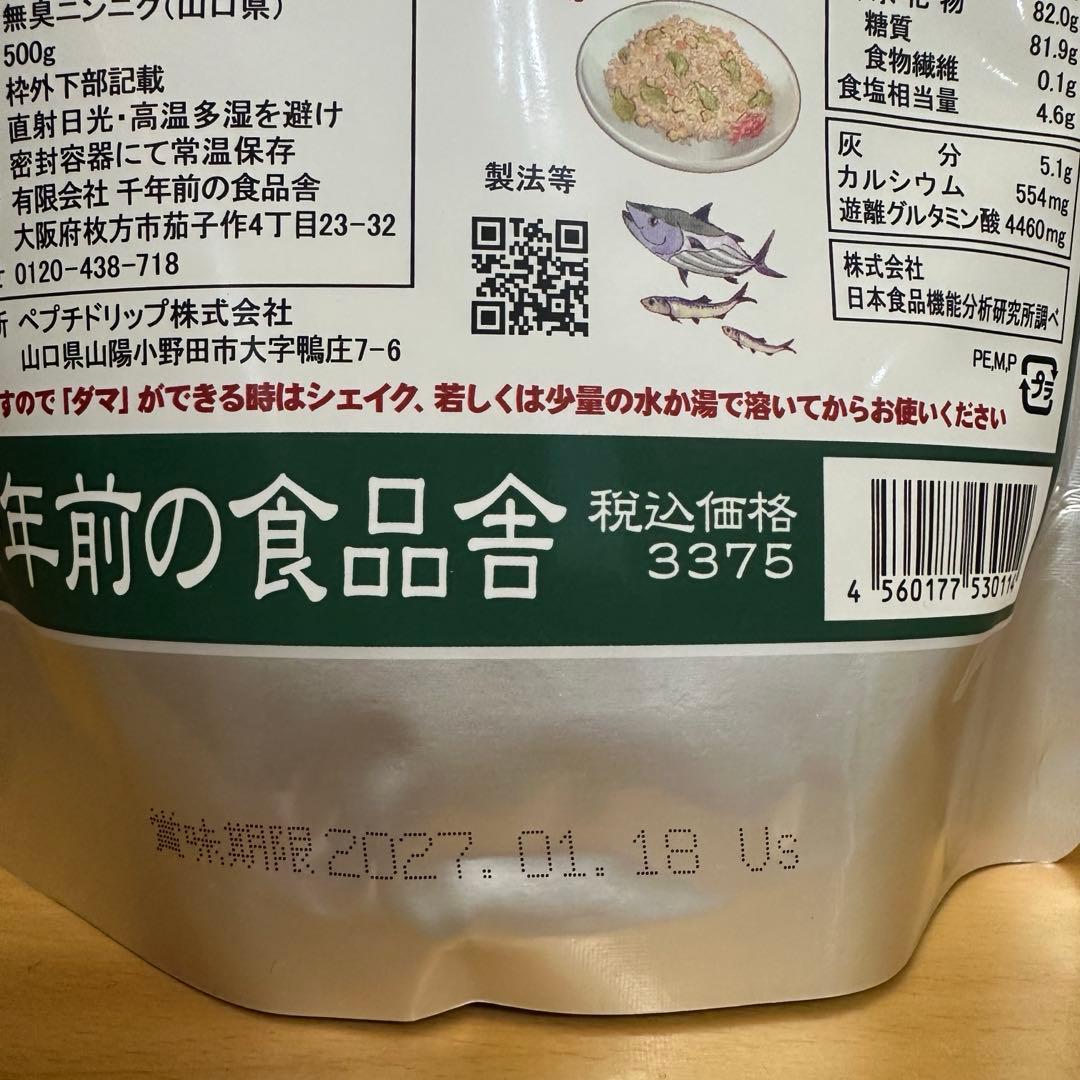 無臭ニンニク(山口県)
500g
枠外下部記載
直射日光・高温多湿を避け
密封容器にて常温保存
有限会社 千年前の食品舎
大阪府枚方市茄子作4丁目23-32
0120-438-718
ペプチドリップ株式会社
山口県山陽小野田市大字鴨庄7-6
製法等
82.0g
糖質 81.9g
食物繊維 0.1g
食塩相当量 4.6g
灰分 5.1g
カルシウム 554mg
遊離グルタミン酸 4460mg
株式会社
日本食品機能分析研究所調べ
PE,M,P
プラ
すので「ダマ」ができる時はシェイク、若しくは少量の水か湯で溶いてからお使いください
年前の食品舎
税込価格
3375
4 560177 530114
賞味期限2027.01.18 Us